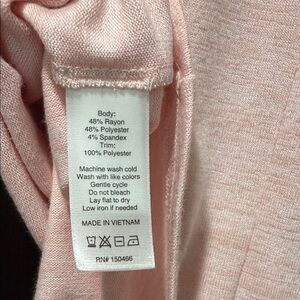 Body:
48% Rayon
48% Polyester
4% Spandex
Trim:
100% Polyester
Machine wash cold
Wash with like colors
Gentle cycle
Do not bleach
Lay flat to dry
Low iron if needed
MADE IN VIETNAM
RN# 150466